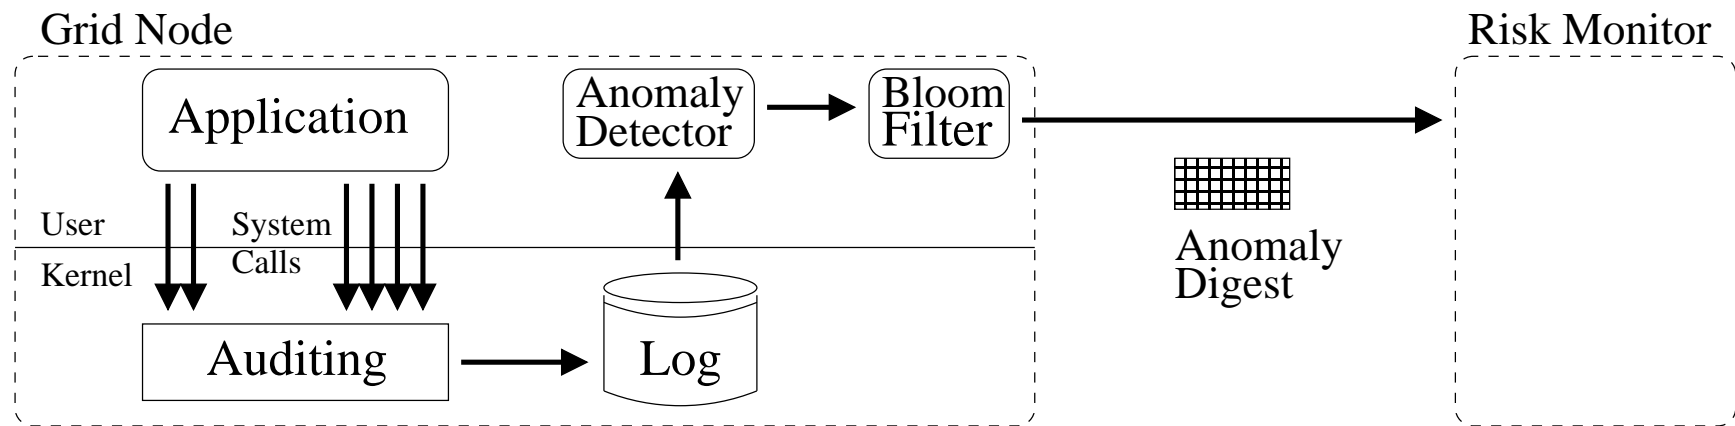 Grid Node
Risk Monitor
Application
Anomaly
Detector
Bloom
Filter
User
System
Calls
Kernel
Anomaly
Digest
Auditing
Log